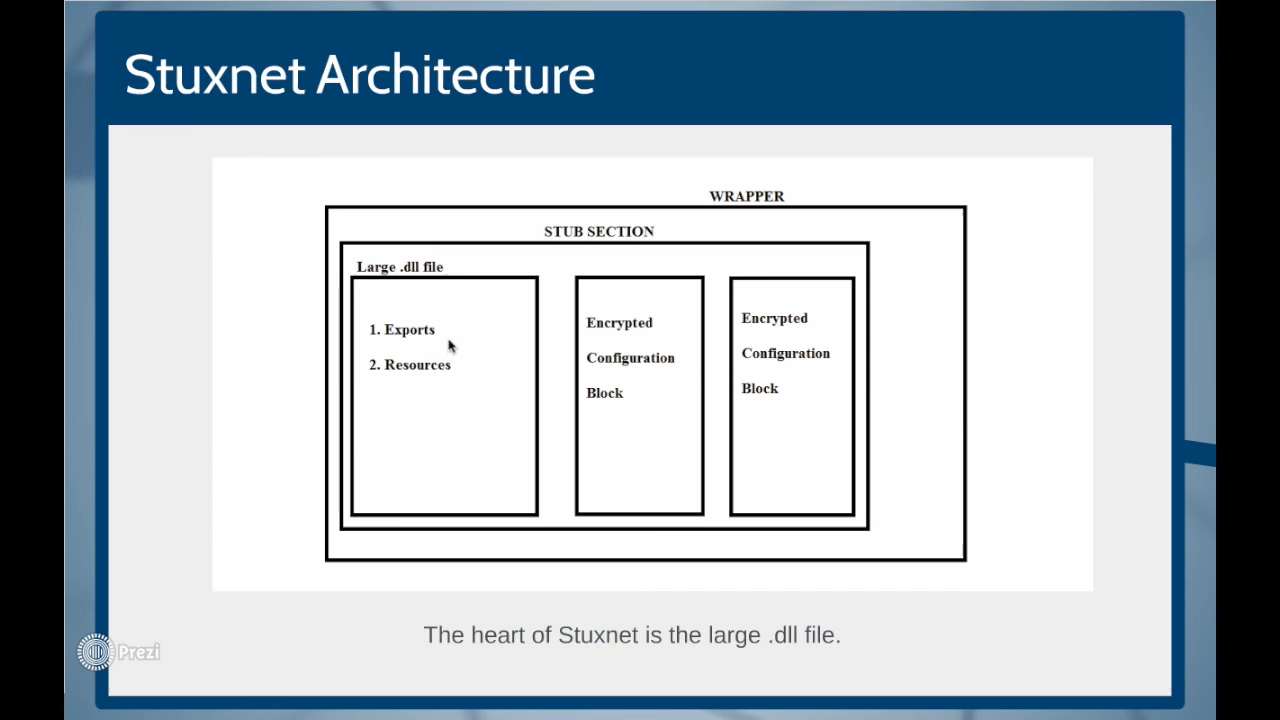 Stuxnet Architecture
WRAPPER
STUB SECTION
Large .dll file
1. Exports
2. Resources
Encrypted
Configuration
Block
Encrypted
Configuration
Block
The heart of Stuxnet is the large .dll file.
Prezi